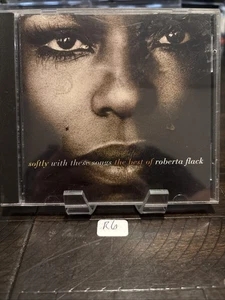 softly with these songs the best of roberta flack
R6